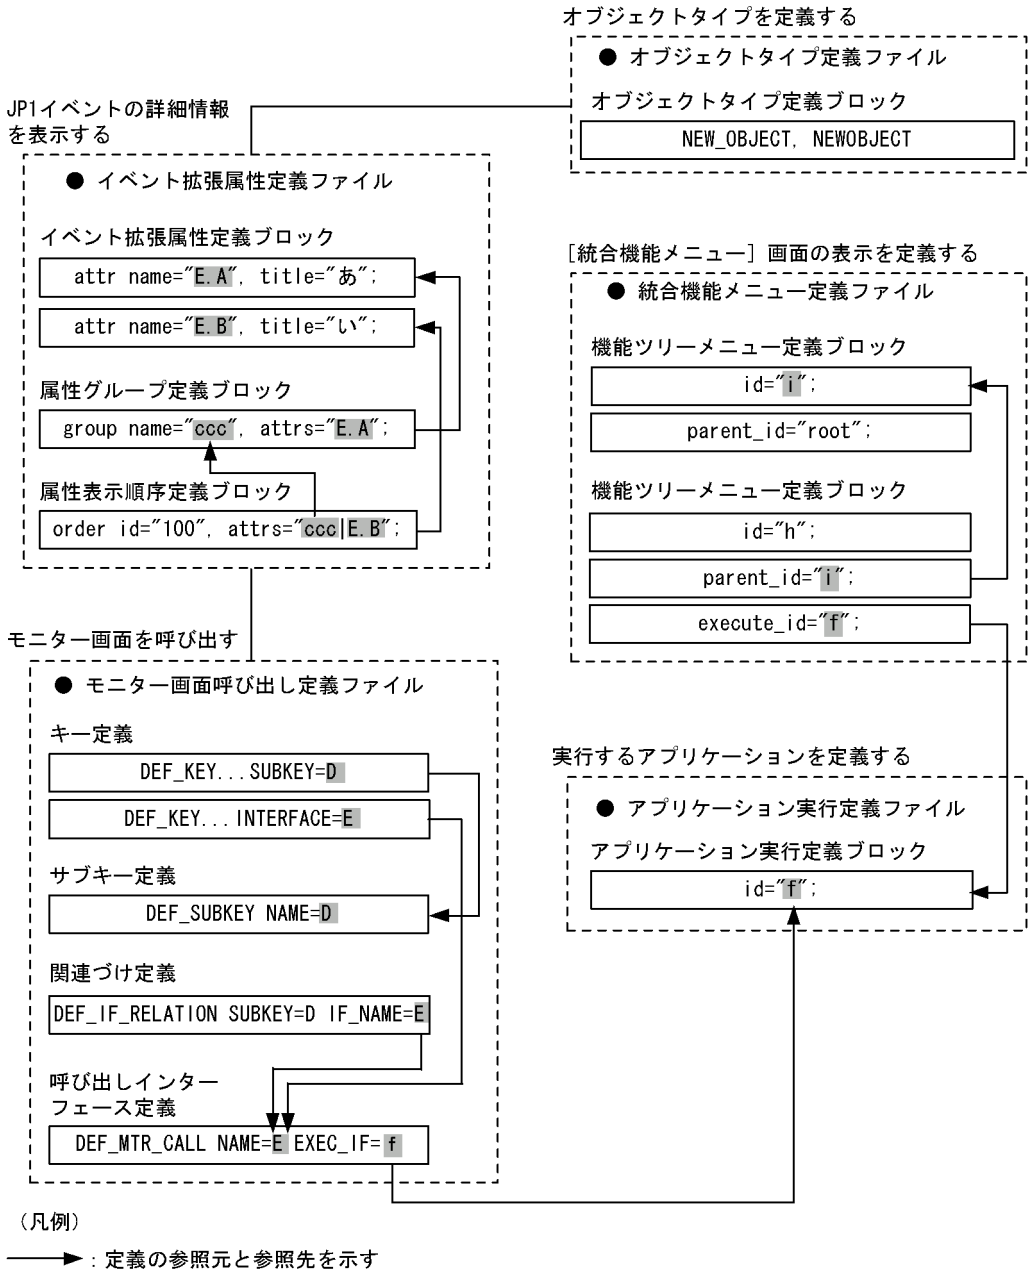 オブジェクトタイプを定義する
● オブジェクトタイプ定義ファイル
オブジェクトタイプ定義ブロック
NEW_OBJECT, NEWOBJECT
JP1イベントの詳細情報
を表示する
● イベント拡張属性定義ファイル
イベント拡張属性定義ブロック
attr name="E.A", title="あ";
attr name="E.B", title="い";
属性グループ定義ブロック
group name="ccc", attrs="E.A";
属性表示順序定義ブロック
order id="100", attrs="ccc|E.B";
[統合機能メニュー] 画面の表示を定義する
● 統合機能メニュー定義ファイル
機能ツリーメニュー定義ブロック
id="i";
parent_id="root";
機能ツリーメニュー定義ブロック
id="h";
parent_id="i";
execute_id="f";
モニター画面を呼び出す
● モニター画面呼び出し定義ファイル
キー定義
DEF_KEY...SUBKEY=D
DEF_KEY...INTERFACE=E
サブキー定義
DEF_SUBKEY NAME=D
関連づけ定義
DEF_IF_RELATION SUBKEY=D IF_NAME=E
呼び出しインター
フェース定義
DEF_MTR_CALL NAME=E EXEC_IF=f
実行するアプリケーションを定義する
● アプリケーション実行定義ファイル
アプリケーション実行定義ブロック
id="f";
(凡例)
: 定義の参照元と参照先を示す